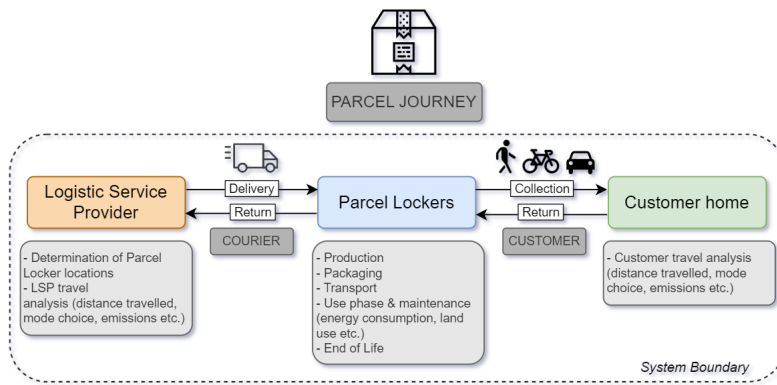 PARCEL JOURNEY
Logistic Service
Provider
Delivery
Return
COURIER
Parcel Lockers
Collection
Return
CUSTOMER
Customer home
- Determination of Parcel
Locker locations
- LSP travel
analysis (distance travelled,
mode choice, emissions etc.)
- Production
- Packaging
- Transport
- Use phase & maintenance
(energy consumption, land
use etc.)
- End of Life
- Customer travel analysis
(distance travelled, mode
choice, emissions etc.)
System Boundary